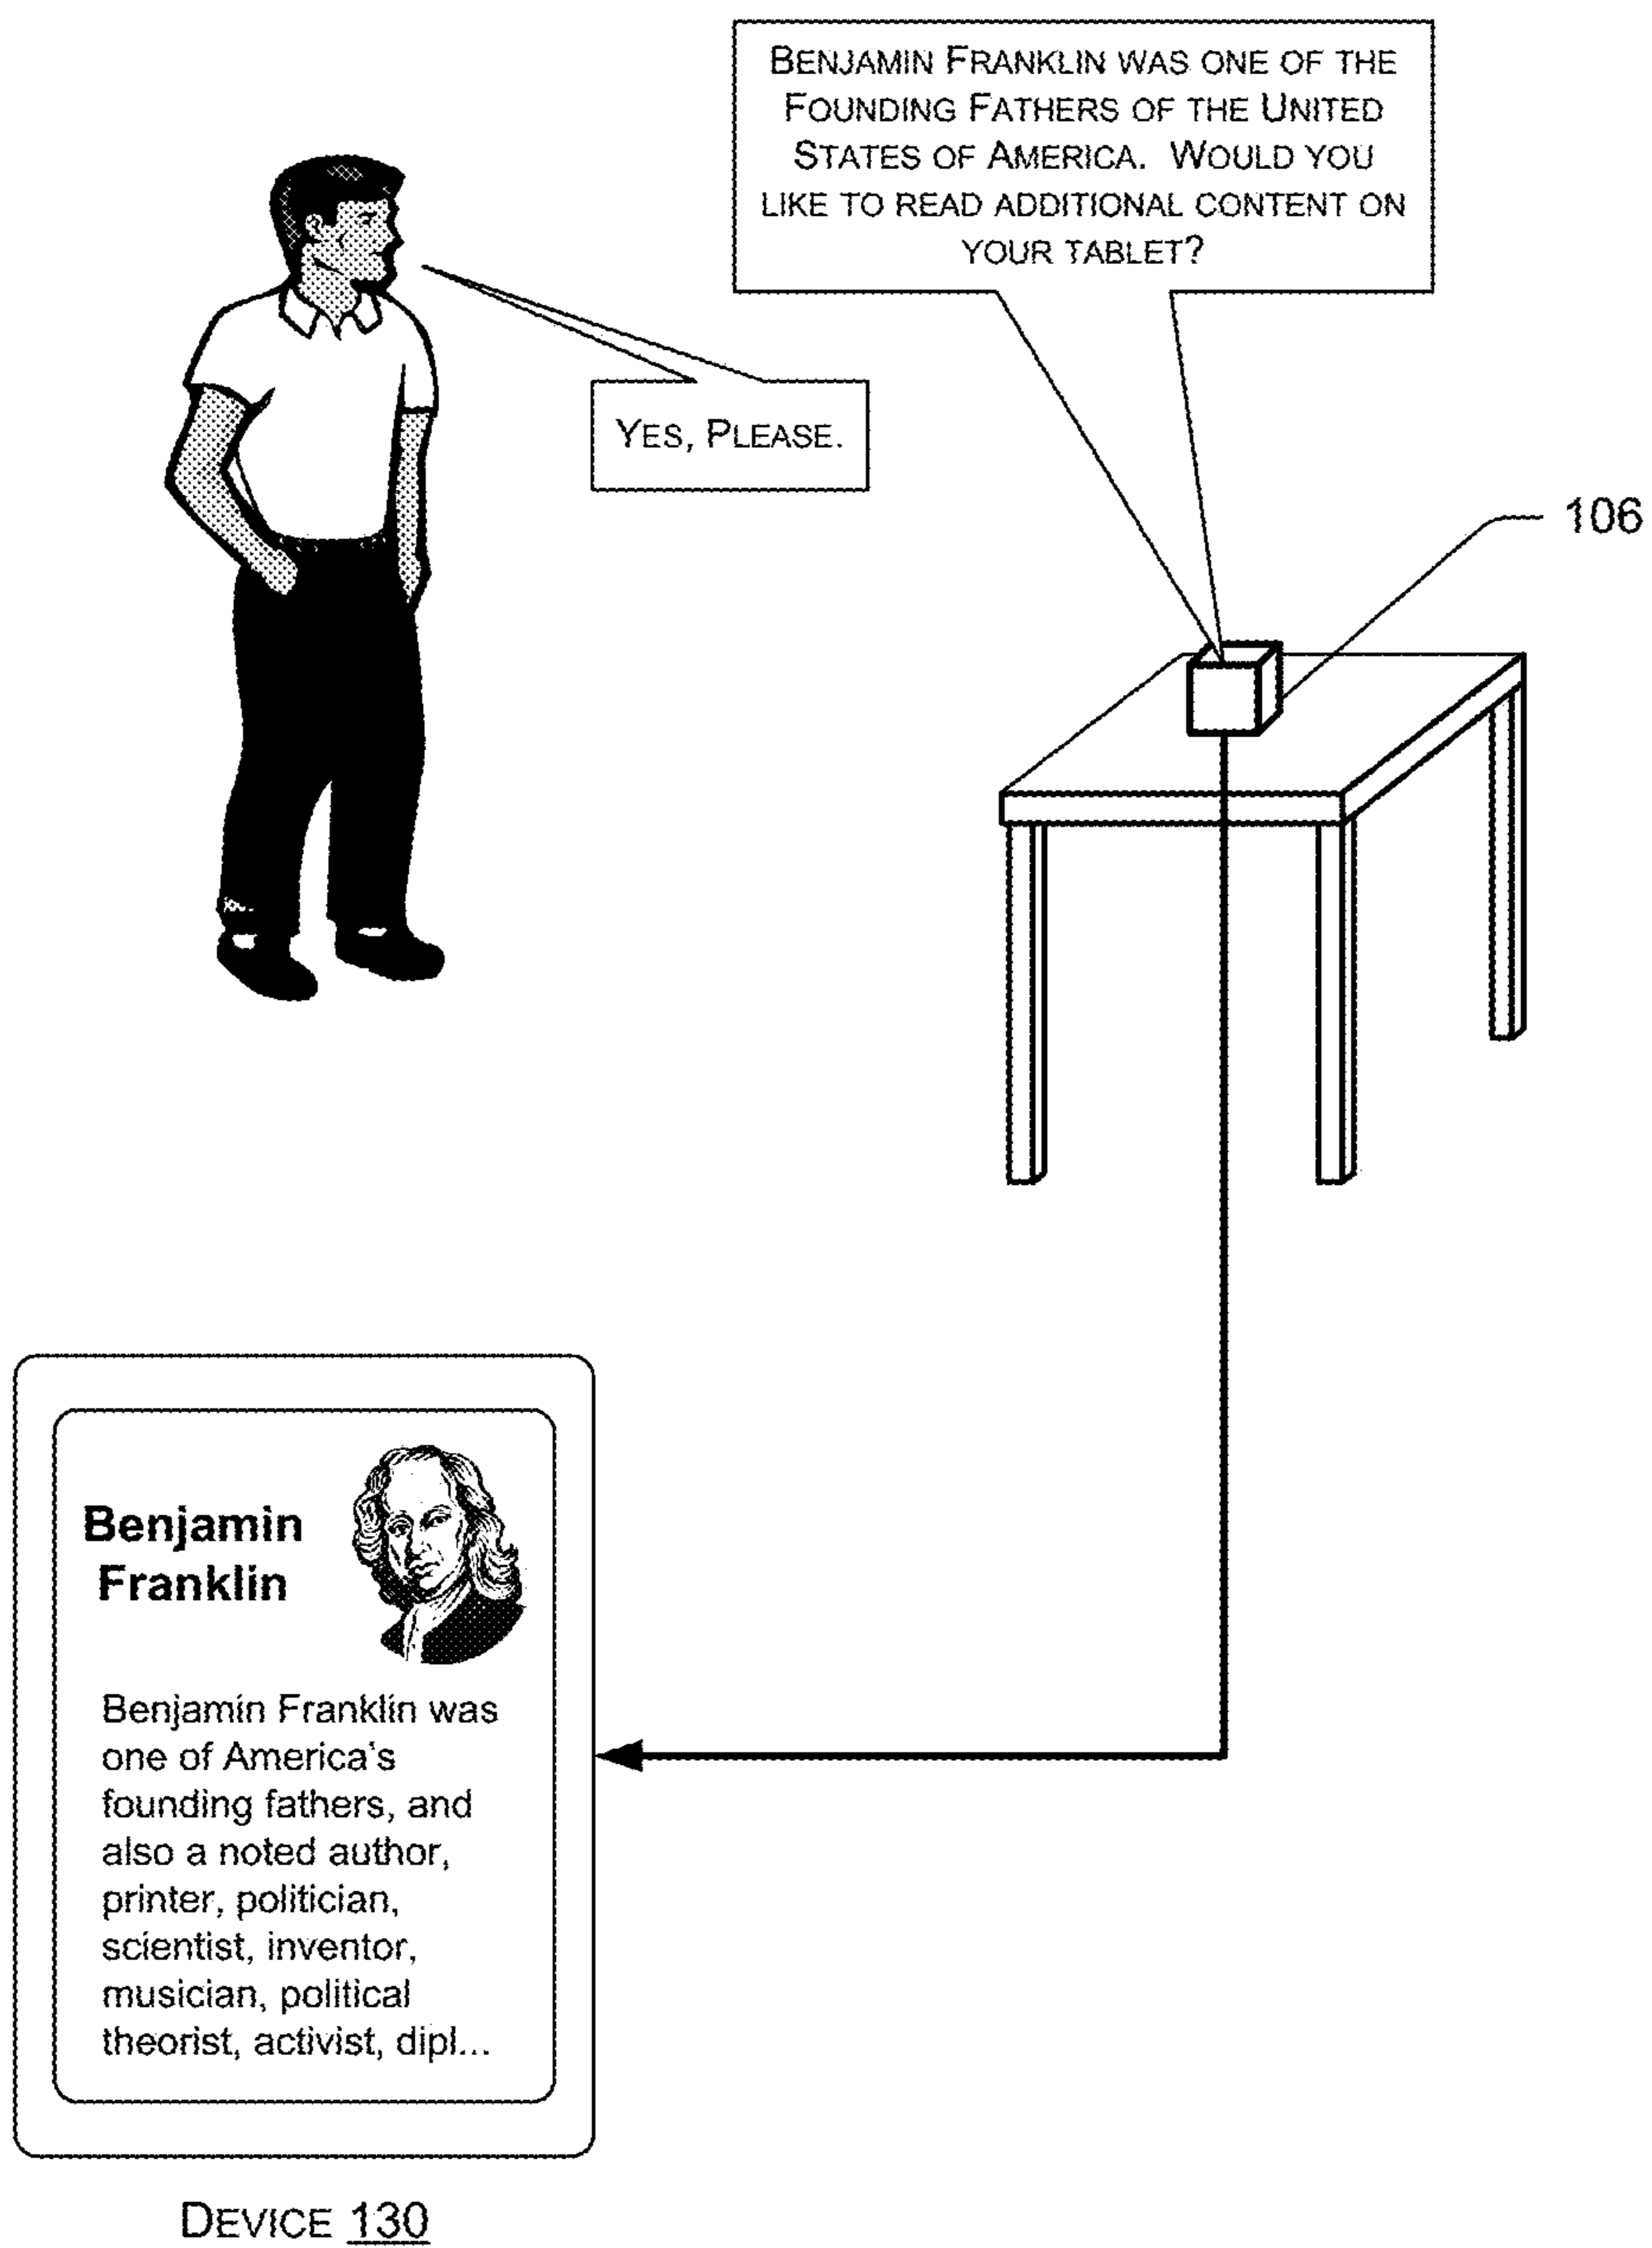 BENJAMIN FRANKLIN WAS ONE OF THE
FOUNDING FATHERS OF THE UNITED
STATES OF AMERICA. WOULD YOU
LIKE TO READ ADDITIONAL CONTENT ON
YOUR TABLET?
YES, PLEASE.
106
Benjamin
Franklin
Benjamin Franklin was
one of America's
founding fathers, and
also a noted author,
printer, politician,
scientist, inventor,
musician, political
theorist, activist, dipl...
DEVICE 130